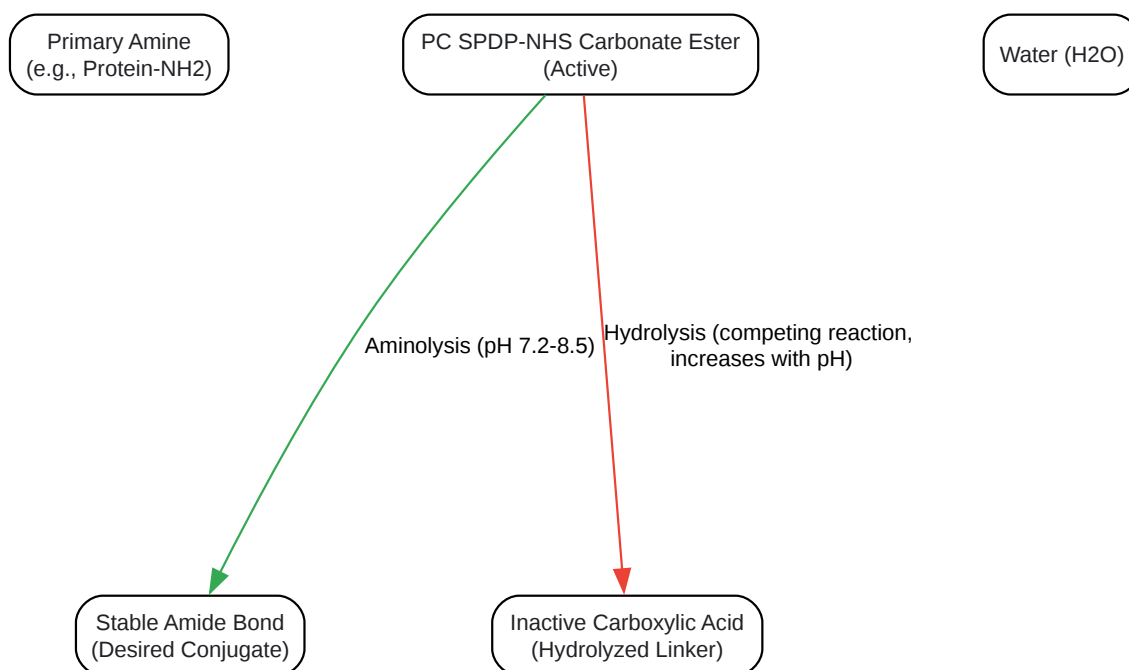 Primary Amine
(e.g., Protein-NH2)
PC SPDP-NHS Carbonate Ester
(Active)
Water (H2O)
Aminolysis (pH 7.2-8.5)
Hydrolysis (competing reaction,
increases with pH)
Stable Amide Bond
(Desired Conjugate)
Inactive Carboxylic Acid
(Hydrolyzed Linker)